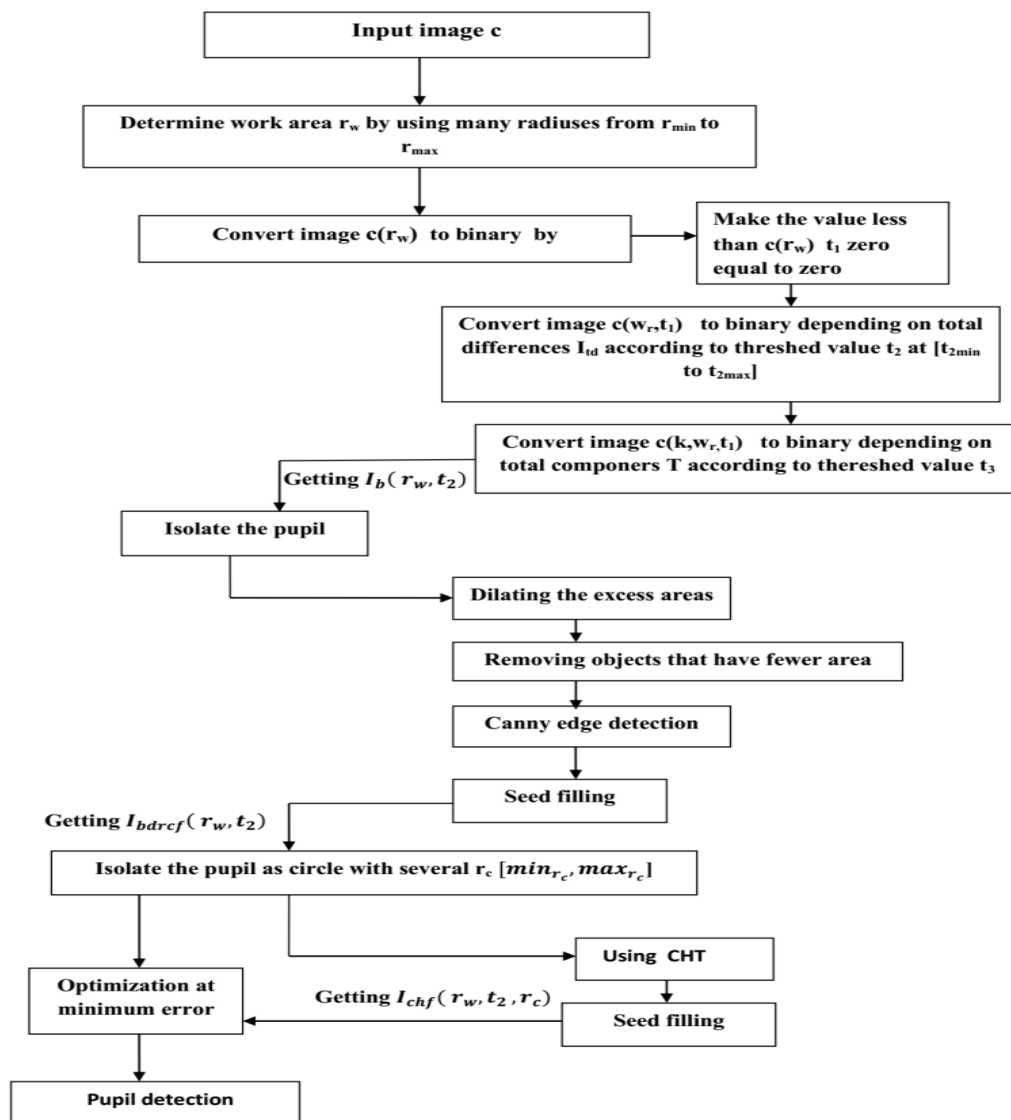 Input image c
Determine work area r_w by using many radiuses from r_min to
r_max
Convert image c(r_w) to binary by
Make the value less
than c(r_w) t_1 zero
equal to zero
Convert image c(w_r,t_1) to binary depending on total
differences I_td according to threshed value t_2 at [t_2min
to t_2max]
Convert image c(k,w_r,t_1) to binary depending on
total componers T according to thereshed value t_3
Getting I_b( r_w, t_2)
Isolate the pupil
Dilating the excess areas
Removing objects that have fewer area
Canny edge detection
Seed filling
Getting I_bdrcf( r_w, t_2)
Isolate the pupil as circle with several r_c [min_r_c, max_r_c]
Using CHT
Optimization at
minimum error
Getting I_chf( r_w, t_2 , r_c)
Seed filling
Pupil detection